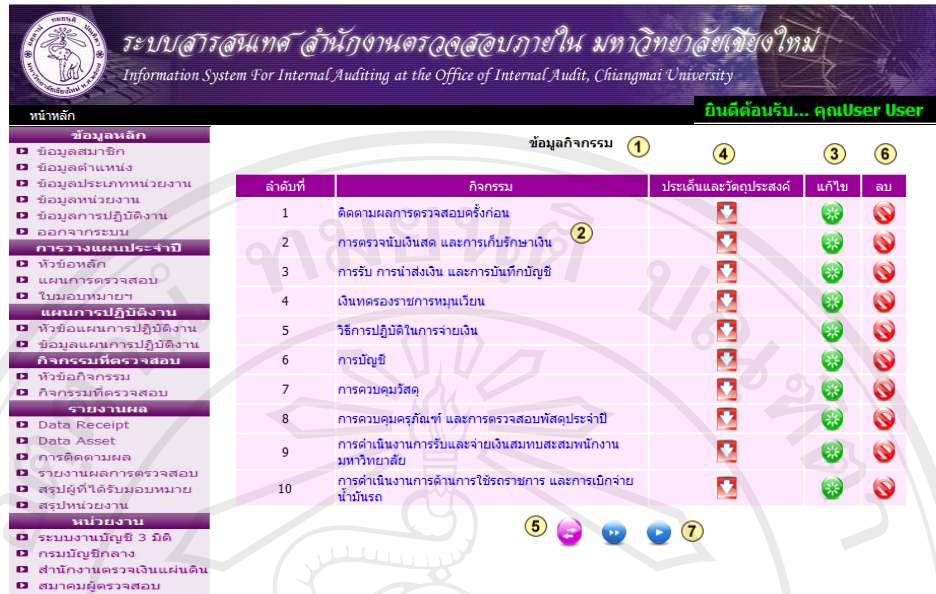 ระบบสารสนเทศ สำนักงานตรวจสอบภายใน มหาวิทยาลัยเชียงใหม่
Information System For Internal Auditing at the Office of Internal Audit, Chiangmai University
หน้าหลัก
ยินดีต้อนรับ... คุณUser User
ข้อมูลหลัก
ข้อมูลสมาชิก
ข้อมูลตำแหน่ง
ข้อมูลประเภทหน่วยงาน
ข้อมูลหน่วยงาน
ข้อมูลการปฏิบัติงาน
ออกจากระบบ
การวางแผนประจำปี
หัวข้อหลัก
แผนการตรวจสอบ
ใบมอบหมายฯ
แผนการปฏิบัติงาน
หัวข้อแผนการปฏิบัติงาน
ข้อมูลแผนการปฏิบัติงาน
กิจกรรมที่ตรวจสอบ
หัวข้อกิจกรรม
กิจกรรมที่ตรวจสอบ
รายงานผล
Data Receipt
Data Asset
การติดตามผล
รายงานผลการตรวจสอบ
สรุปผู้ที่ได้รับมอบหมาย
สรุปหน่วยงาน
หน่วยงาน
ระบบงานบัญชี 3 มิติ
กรมบัญชีกลาง
สำนักงานตรวจเงินแผ่นดิน
สมาคมผู้ตรวจสอบ
ข้อมูลกิจกรรม 1
4 3 6
ลำดับที่ กิจกรรม ประเด็นและวัตถุประสงค์ แก้ไข ลบ
1 ติดตามผลการตรวจสอบครั้งก่อน
2 การตรวจนับเงินสด และการเก็บรักษาเงิน 2
3 การรับ การนำส่งเงิน และการบันทึกบัญชี
4 เงินทดรองราชการหมุนเวียน
5 วิธีการปฏิบัติในการจ่ายเงิน
6 การบัญชี
7 การควบคุมวัสดุ
8 การควบคุมครุภัณฑ์ และการตรวจสอบพัสดุประจำปี
9 การดำเนินงานการรับและจ่ายเงินสมทบสะสมพนักงาน
มหาวิทยาลัย
10 การดำเนินงานการด้านการใช้รถราชการ และการเบิกจ่าย
น้ำมันรถ
5 7